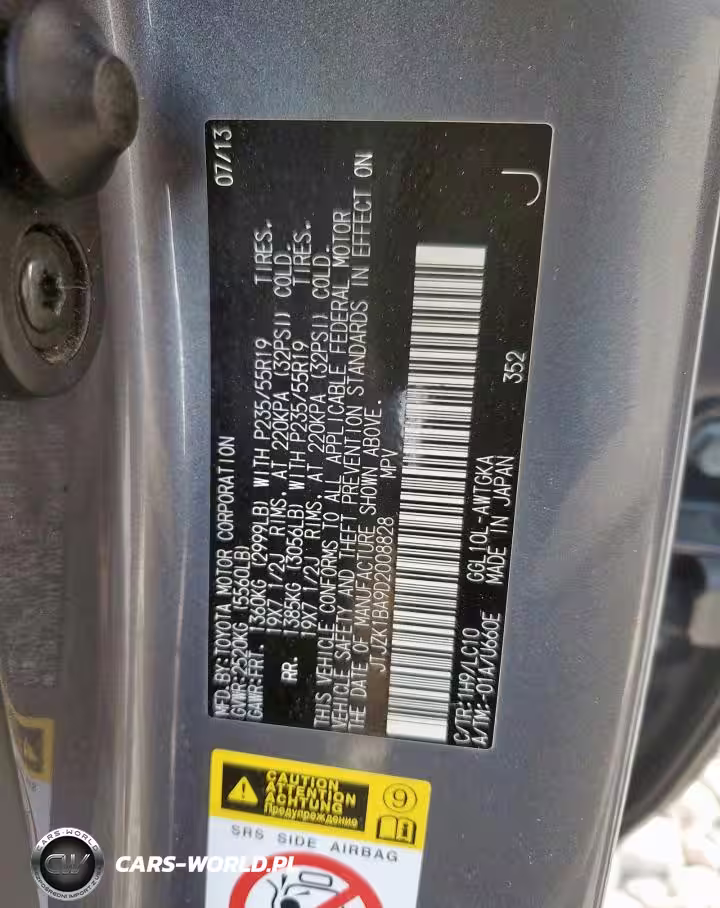 07/13
MFD.BY:TOYOTA MOTOR CORPORATION
GVWR:2520KG (5560LB)
GAWR:FRT. 1360KG (2999LB) WITH P235/55R19 TIRES,
19X7 1/2J RIMS, AT 220KPA (32PSI) COLD.
RR. 1385KG (3056LB) WITH P235/55R19 TIRES,
19X7 1/2J RIMS, AT 220KPA (32PSI) COLD.
THIS VEHICLE CONFORMS TO ALL APPLICABLE FEDERAL MOTOR
VEHICLE SAFETY AND THEFT PREVENTION STANDARDS IN EFFECT ON
THE DATE OF MANUFACTURE SHOWN ABOVE.
JTJZK1BA9D2008828 MPV
C/TR:1H9/LC10 GGL10L-AWTGKA 352
A/TM:-01A/U660E MADE IN JAPAN
J
CAUTION
ATTENTION
ACHTUNG
Предупреждение
9
SRS SIDE AIRBAG
CARS-WORLD
CW
CARS-WORLD.PL